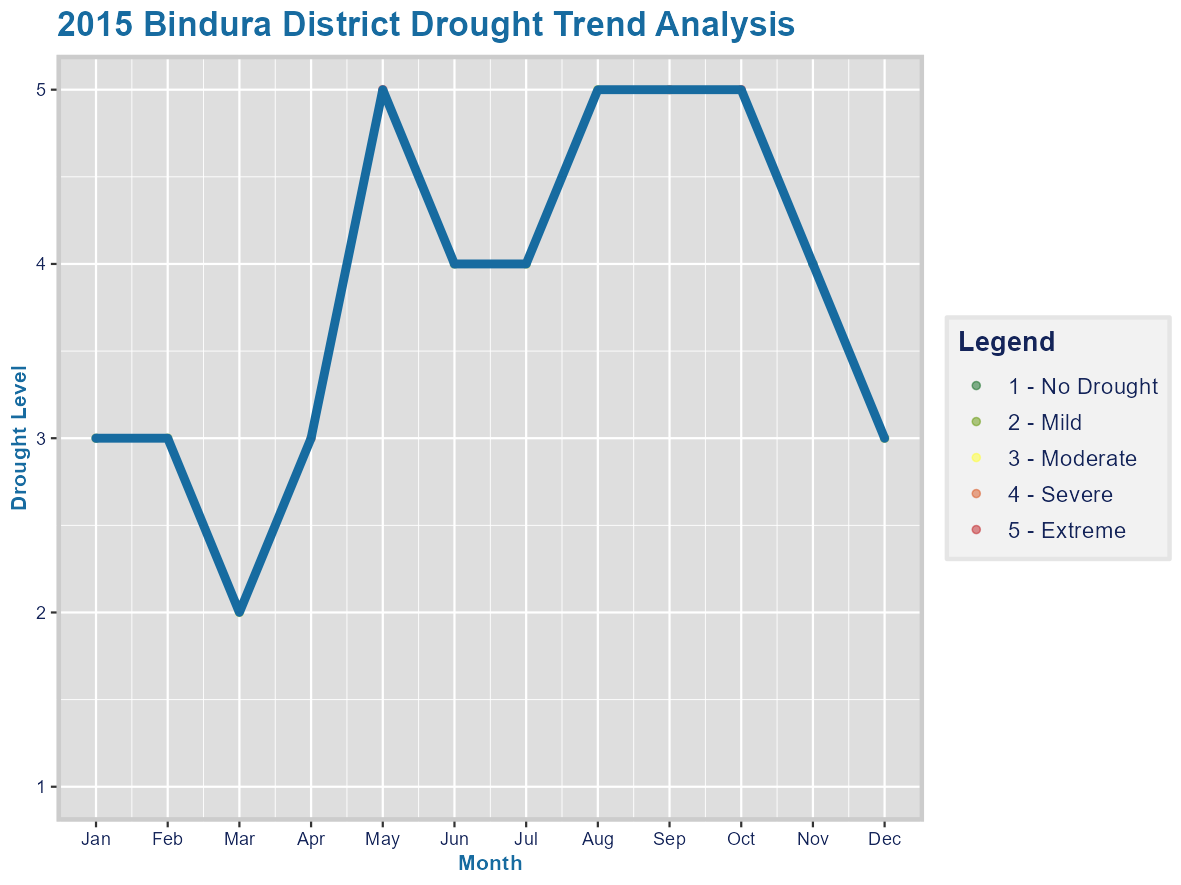 2015 Bindura District Drought Trend Analysis
5
4
3
2
1
Drought Level
Jan Feb Mar Apr May Jun Jul Aug Sep Oct Nov Dec
Month
Legend
1 - No Drought
2 - Mild
3 - Moderate
4 - Severe
5 - Extreme